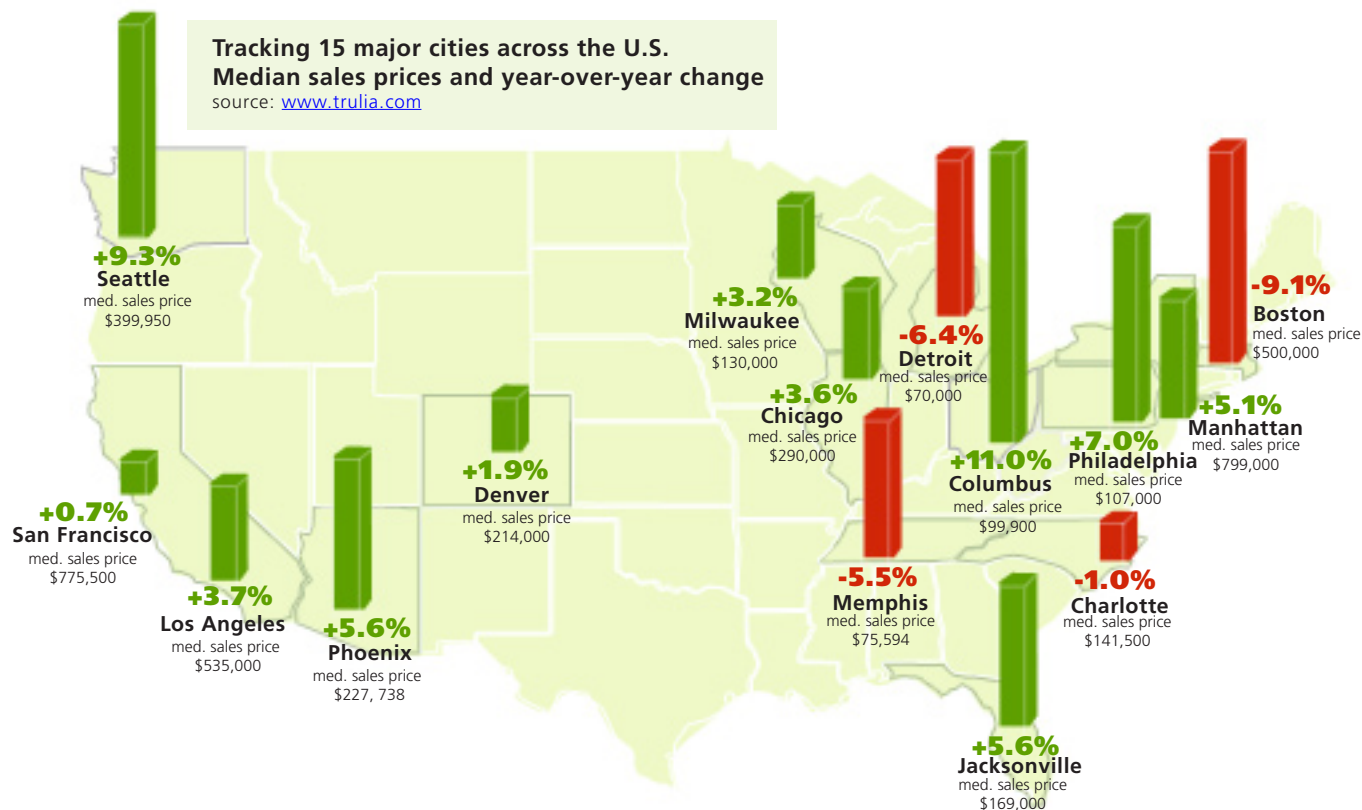 Tracking 15 major cities across the U.S.
Median sales prices and year-over-year change
source: www.trulia.com
+9.3%
Seattle
med. sales price
$399,950
+3.2%
Milwaukee
med. sales price
$130,000
-6.4%
Detroit
med. sales price
$70,000
-9.1%
Boston
med. sales price
$500,000
+3.6%
Chicago
med. sales price
$290,000
+5.1%
Manhattan
med. sales price
$799,000
+7.0%
Philadelphia
med. sales price
$107,000
+11.0%
Columbus
med. sales price
$99,900
+1.9%
Denver
med. sales price
$214,000
+0.7%
San Francisco
med. sales price
$775,500
+3.7%
Los Angeles
med. sales price
$535,000
+5.6%
Phoenix
med. sales price
$227, 738
-5.5%
Memphis
med. sales price
$75,594
-1.0%
Charlotte
med. sales price
$141,500
+5.6%
Jacksonville
med. sales price
$169,000